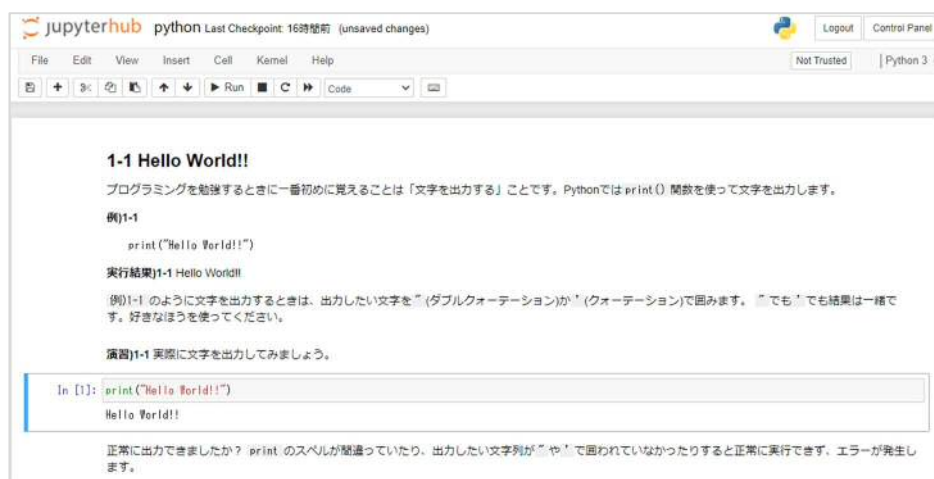 jupyterhub python Last Checkpoint: 16時間前 (unsaved changes) Logout Control Panel
File Edit View Insert Cell Kernel Help Not Trusted Python 3
Run Code
1-1 Hello World!!
プログラミングを勉強するときに一番初めに覚えることは「文字を出力する」ことです。Pythonではprint() 関数を使って文字を出力します。
例)1-1
print("Hello World!!")
実行結果)1-1 Hello World!!
例)1-1 のように文字を出力するときは、出力したい文字を " (ダブルクォーテーション)か ' (クォーテーション)で囲みます。 " でも ' でも結果は一緒で
す。好きなほうを使ってください。
演習)1-1 実際に文字を出力してみましょう。
In [1]: print("Hello World!!")
Hello World!!
正常に出力できましたか？ print のスペルが間違っていたり、出力したい文字列が " や ' で囲われていなかったりすると正常に実行できず、エラーが発生し
ます。